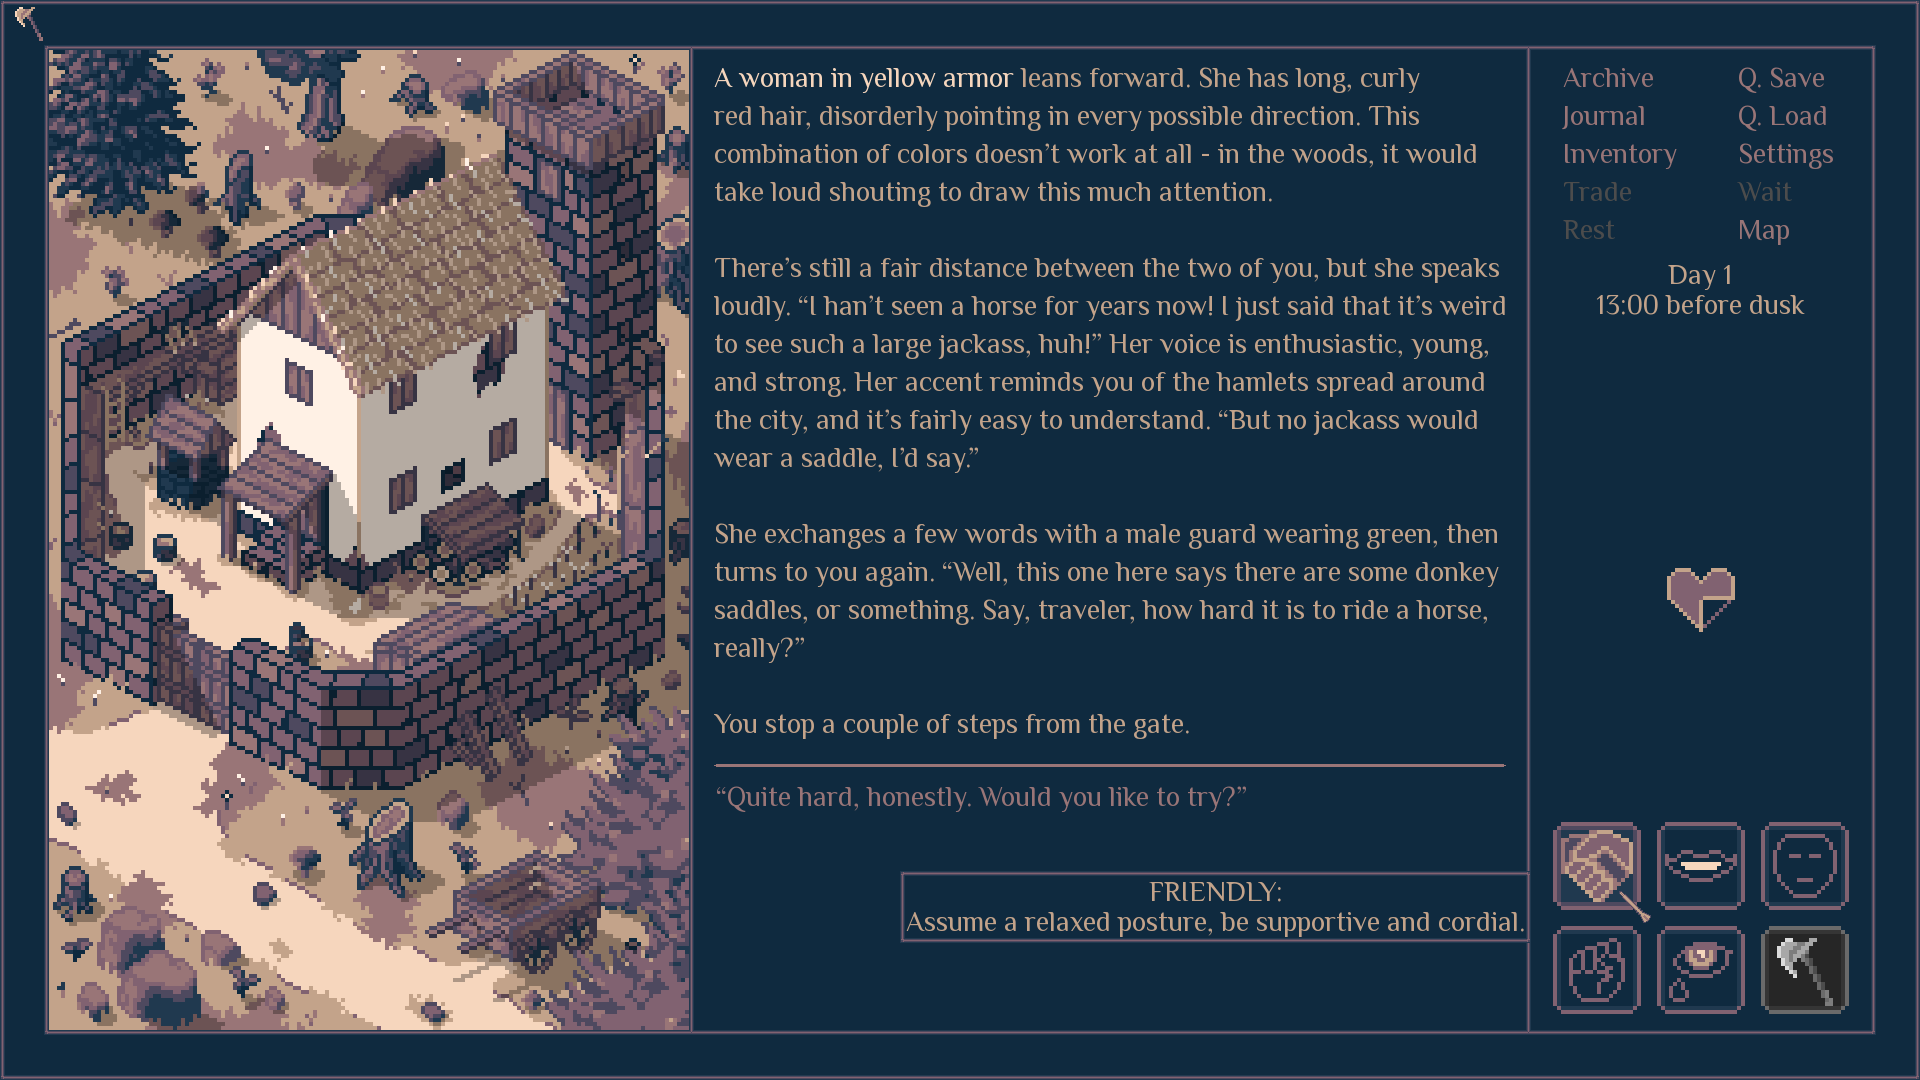 A woman in yellow armor leans forward. She has long, curly
red hair, disorderly pointing in every possible direction. This
combination of colors doesn’t work at all - in the woods, it would
take loud shouting to draw this much attention.
There’s still a fair distance between the two of you, but she speaks
loudly. “I han’t seen a horse for years now! I just said that it’s weird
to see such a large jackass, huh!” Her voice is enthusiastic, young,
and strong. Her accent reminds you of the hamlets spread around
the city, and it’s fairly easy to understand. “But no jackass would
wear a saddle, I’d say.”
She exchanges a few words with a male guard wearing green, then
turns to you again. “Well, this one here says there are some donkey
saddles, or something. Say, traveler, how hard it is to ride a horse,
really?”
You stop a couple of steps from the gate.
“Quite hard, honestly. Would you like to try?”
FRIENDLY:
Assume a relaxed posture, be supportive and cordial.
Archive
Q. Save
Journal
Q. Load
Inventory
Settings
Trade
Wait
Rest
Map
Day 1
13:00 before dusk